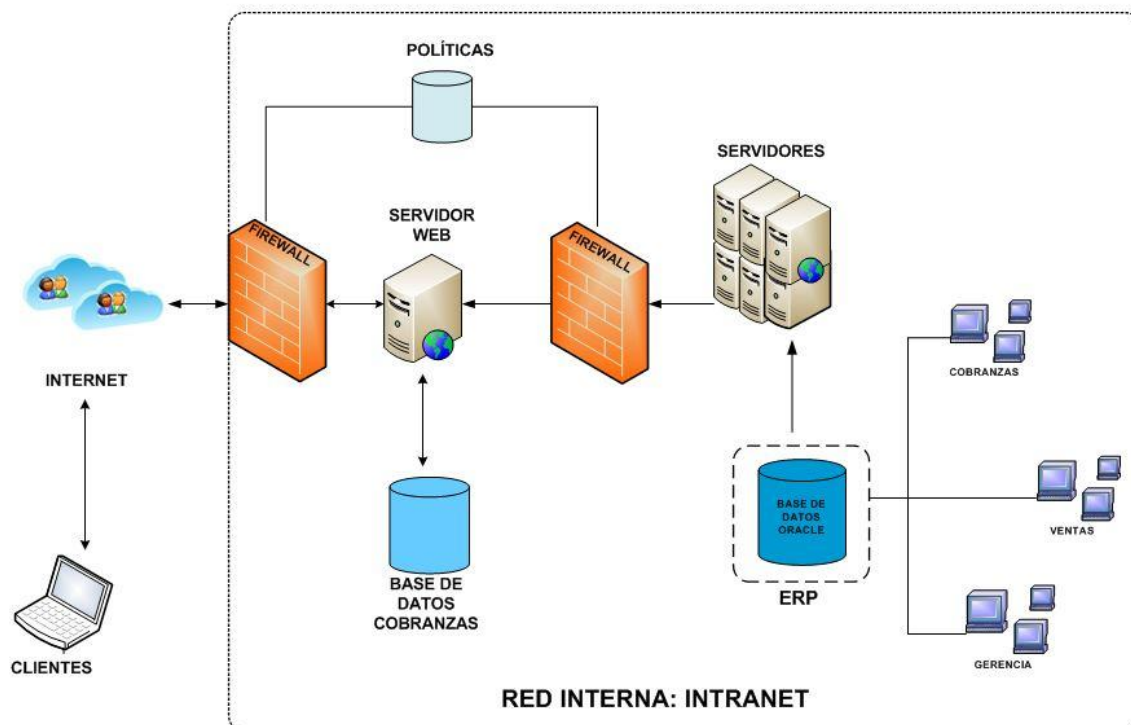 POLÍTICAS
SERVIDORES
SERVIDOR
WEB
FIREWALL
FIREWALL
INTERNET
COBRANZAS
BASE DE
DATOS
ORACLE
VENTAS
BASE DE
DATOS
COBRANZAS
ERP
CLIENTES
GERENCIA
RED INTERNA: INTRANET